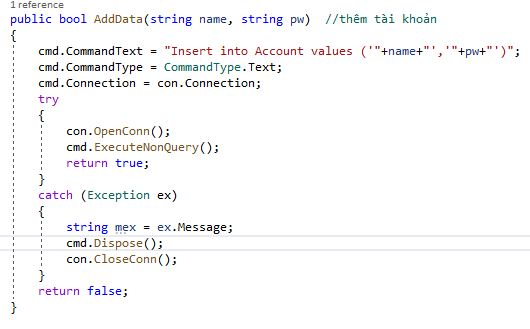 1 reference
public bool AddData(string name, string pw)  //thêm tài khoản
{
    cmd.CommandText = "Insert into Account values ('"+name+"','"+pw+"')";
    cmd.CommandType = CommandType.Text;
    cmd.Connection = con.Connection;
    try
    {
        con.OpenConn();
        cmd.ExecuteNonQuery();
        return true;
    }
    catch (Exception ex)
    {
        string mex = ex.Message;
        cmd.Dispose();
        con.CloseConn();
    }
    return false;
}